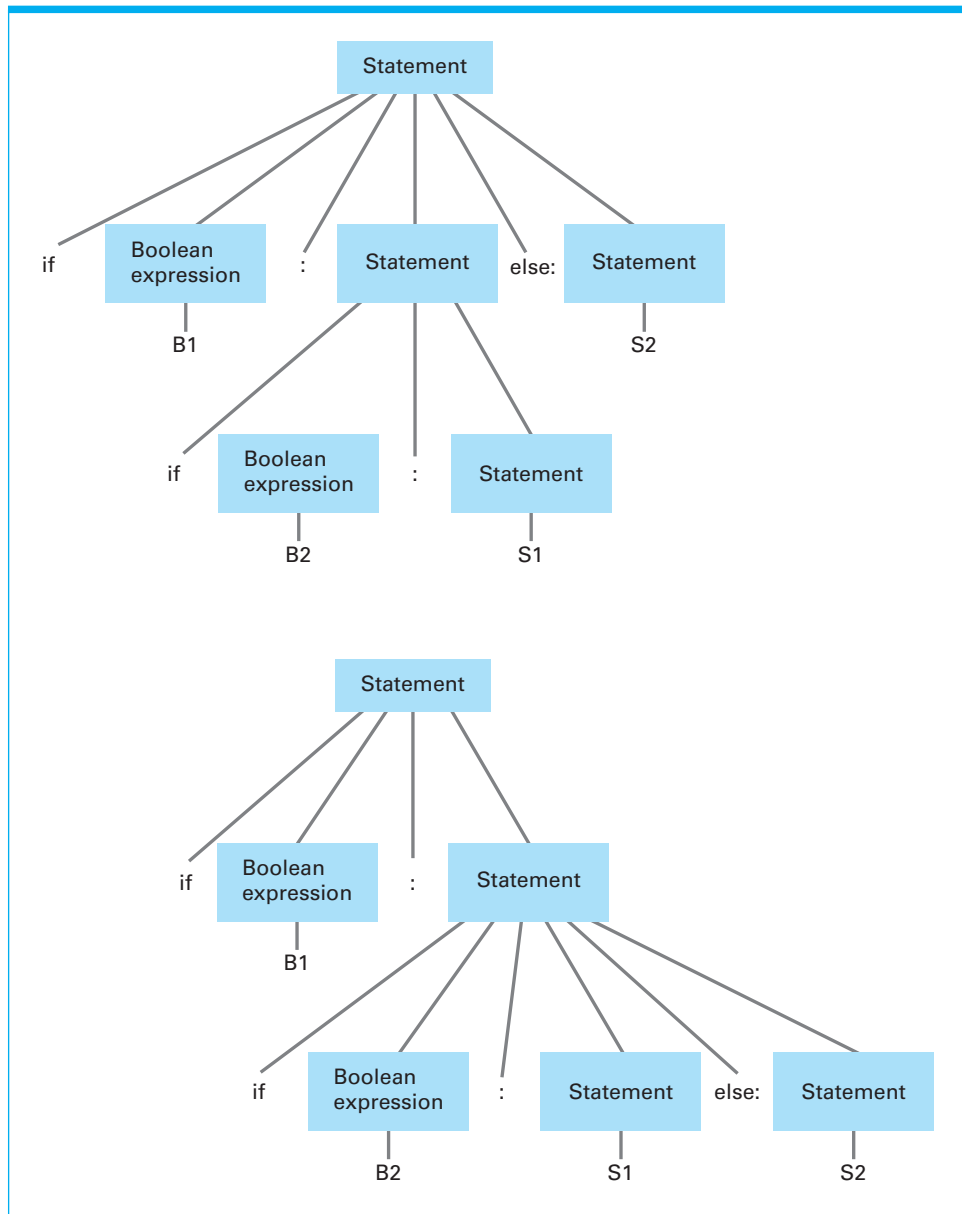 Statement
if
Boolean
expression
:
Statement
else:
Statement
B1
S2
if
Boolean
expression
:
Statement
B2
S1
Statement
if
Boolean
expression
:
Statement
B1
if
Boolean
expression
:
Statement
else:
Statement
B2
S1
S2